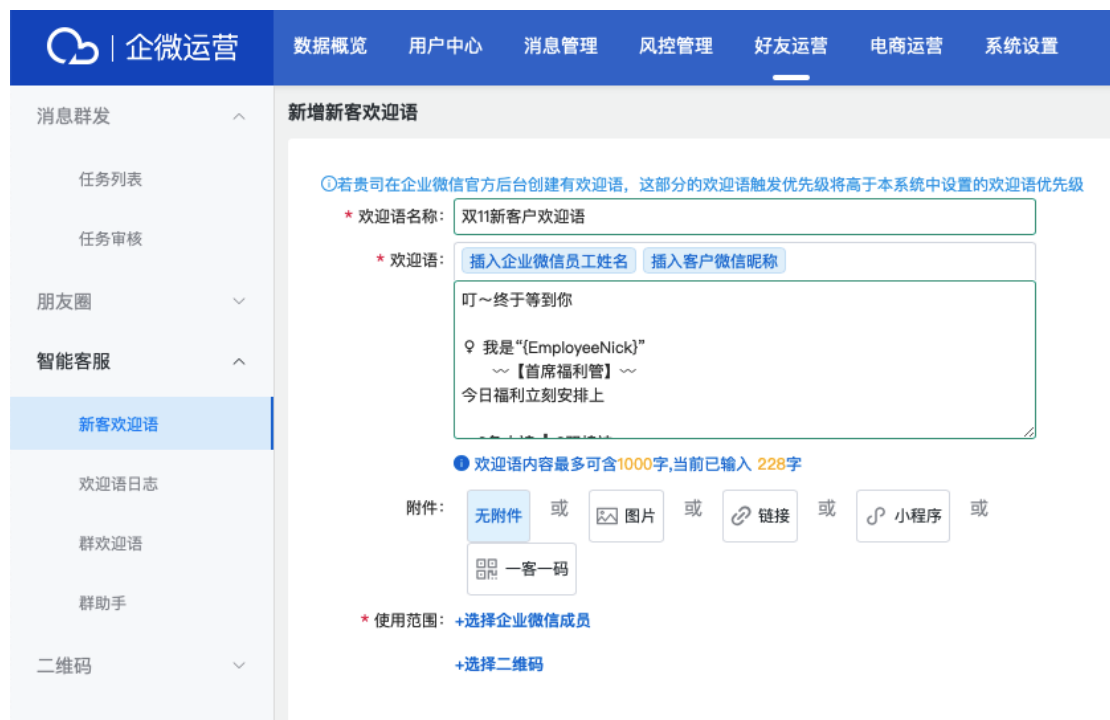 企微运营
数据概览 用户中心 消息管理 风控管理 好友运营 电商运营 系统设置
消息群发
任务列表
任务审核
朋友圈
智能客服
新客欢迎语
欢迎语日志
群欢迎语
群助手
二维码
新增新客欢迎语
若贵司在企业微信官方后台创建有欢迎语，这部分的欢迎语触发优先级将高于本系统中设置的欢迎语优先级
* 欢迎语名称： 双11新客户欢迎语
* 欢迎语： 插入企业微信员工姓名 插入客户微信昵称
叮～终于等到你
♀ 我是“{EmployeeNick}”
〰【首席福利管】〰
今日福利立刻安排上
欢迎语内容最多可含1000字,当前已输入 228字
附件： 无附件 或 图片 或 链接 或 小程序 或
一客一码
* 使用范围： +选择企业微信成员
+选择二维码